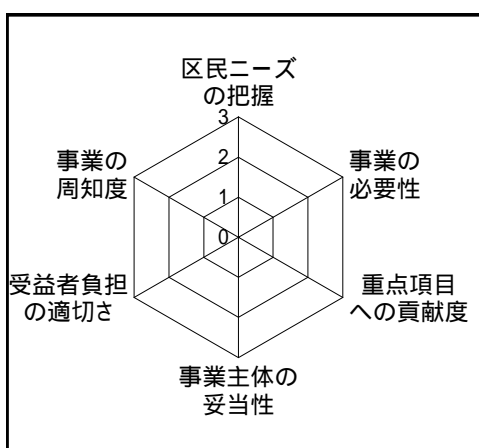 区民ニーズ
の把握
3
2
1
0
事業の
必要性
重点項目
への貢献度
事業主体の
妥当性
受益者負担
の適切さ
事業の
周知度